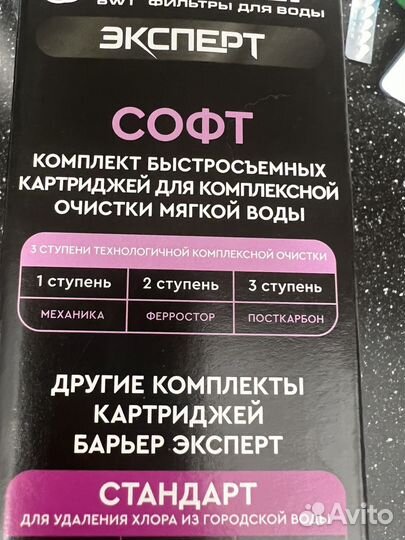 BWT ФИЛЬТРЫ ДЛЯ ВОДЫ
ЭКСПЕРТ
СОФТ
КОМПЛЕКТ БЫСТРОСЪЕМНЫХ
КАРТРИДЖЕЙ ДЛЯ КОМПЛЕКСНОЙ
ОЧИСТКИ МЯГКОЙ ВОДЫ
3 СТУПЕНИ ТЕХНОЛОГИЧНОЙ КОМПЛЕКСНОЙ ОЧИСТКИ
1 ступень 2 ступень 3 ступень
МЕХАНИКА ФЕРРОСТОР ПОСТКАРБОН
ДРУГИЕ КОМПЛЕКТЫ
КАРТРИДЖЕЙ
БАРЬЕР ЭКСПЕРТ
СТАНДАРТ
ДЛЯ УДАЛЕНИЯ ХЛОРА ИЗ ГОРОДСКОЙ ВОДЫ
Avito